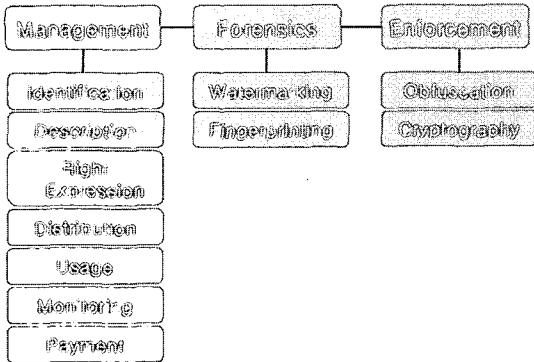 Management
Forensics
Enforcement
Identification
Description
Right
Expression
Distribution
Usage
Monitoring
Payment
Watermarking
Fingerprinting
Obfuscation
Cryptography